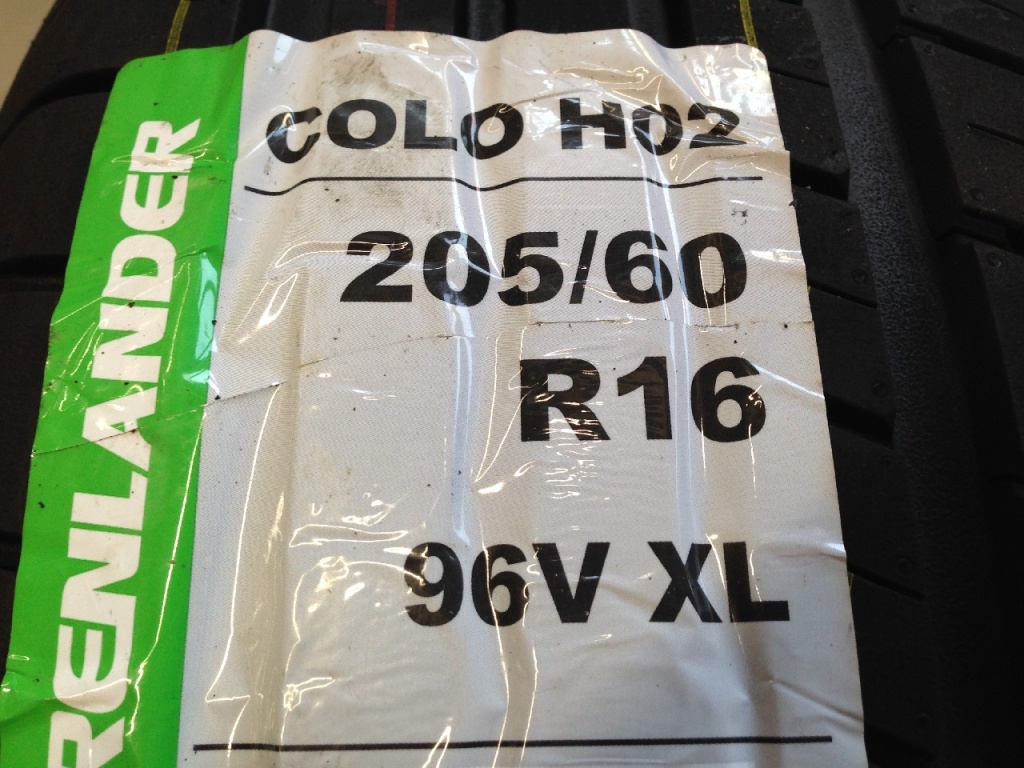 RENLANDER
COLO H02
205/60
R16
96V XL